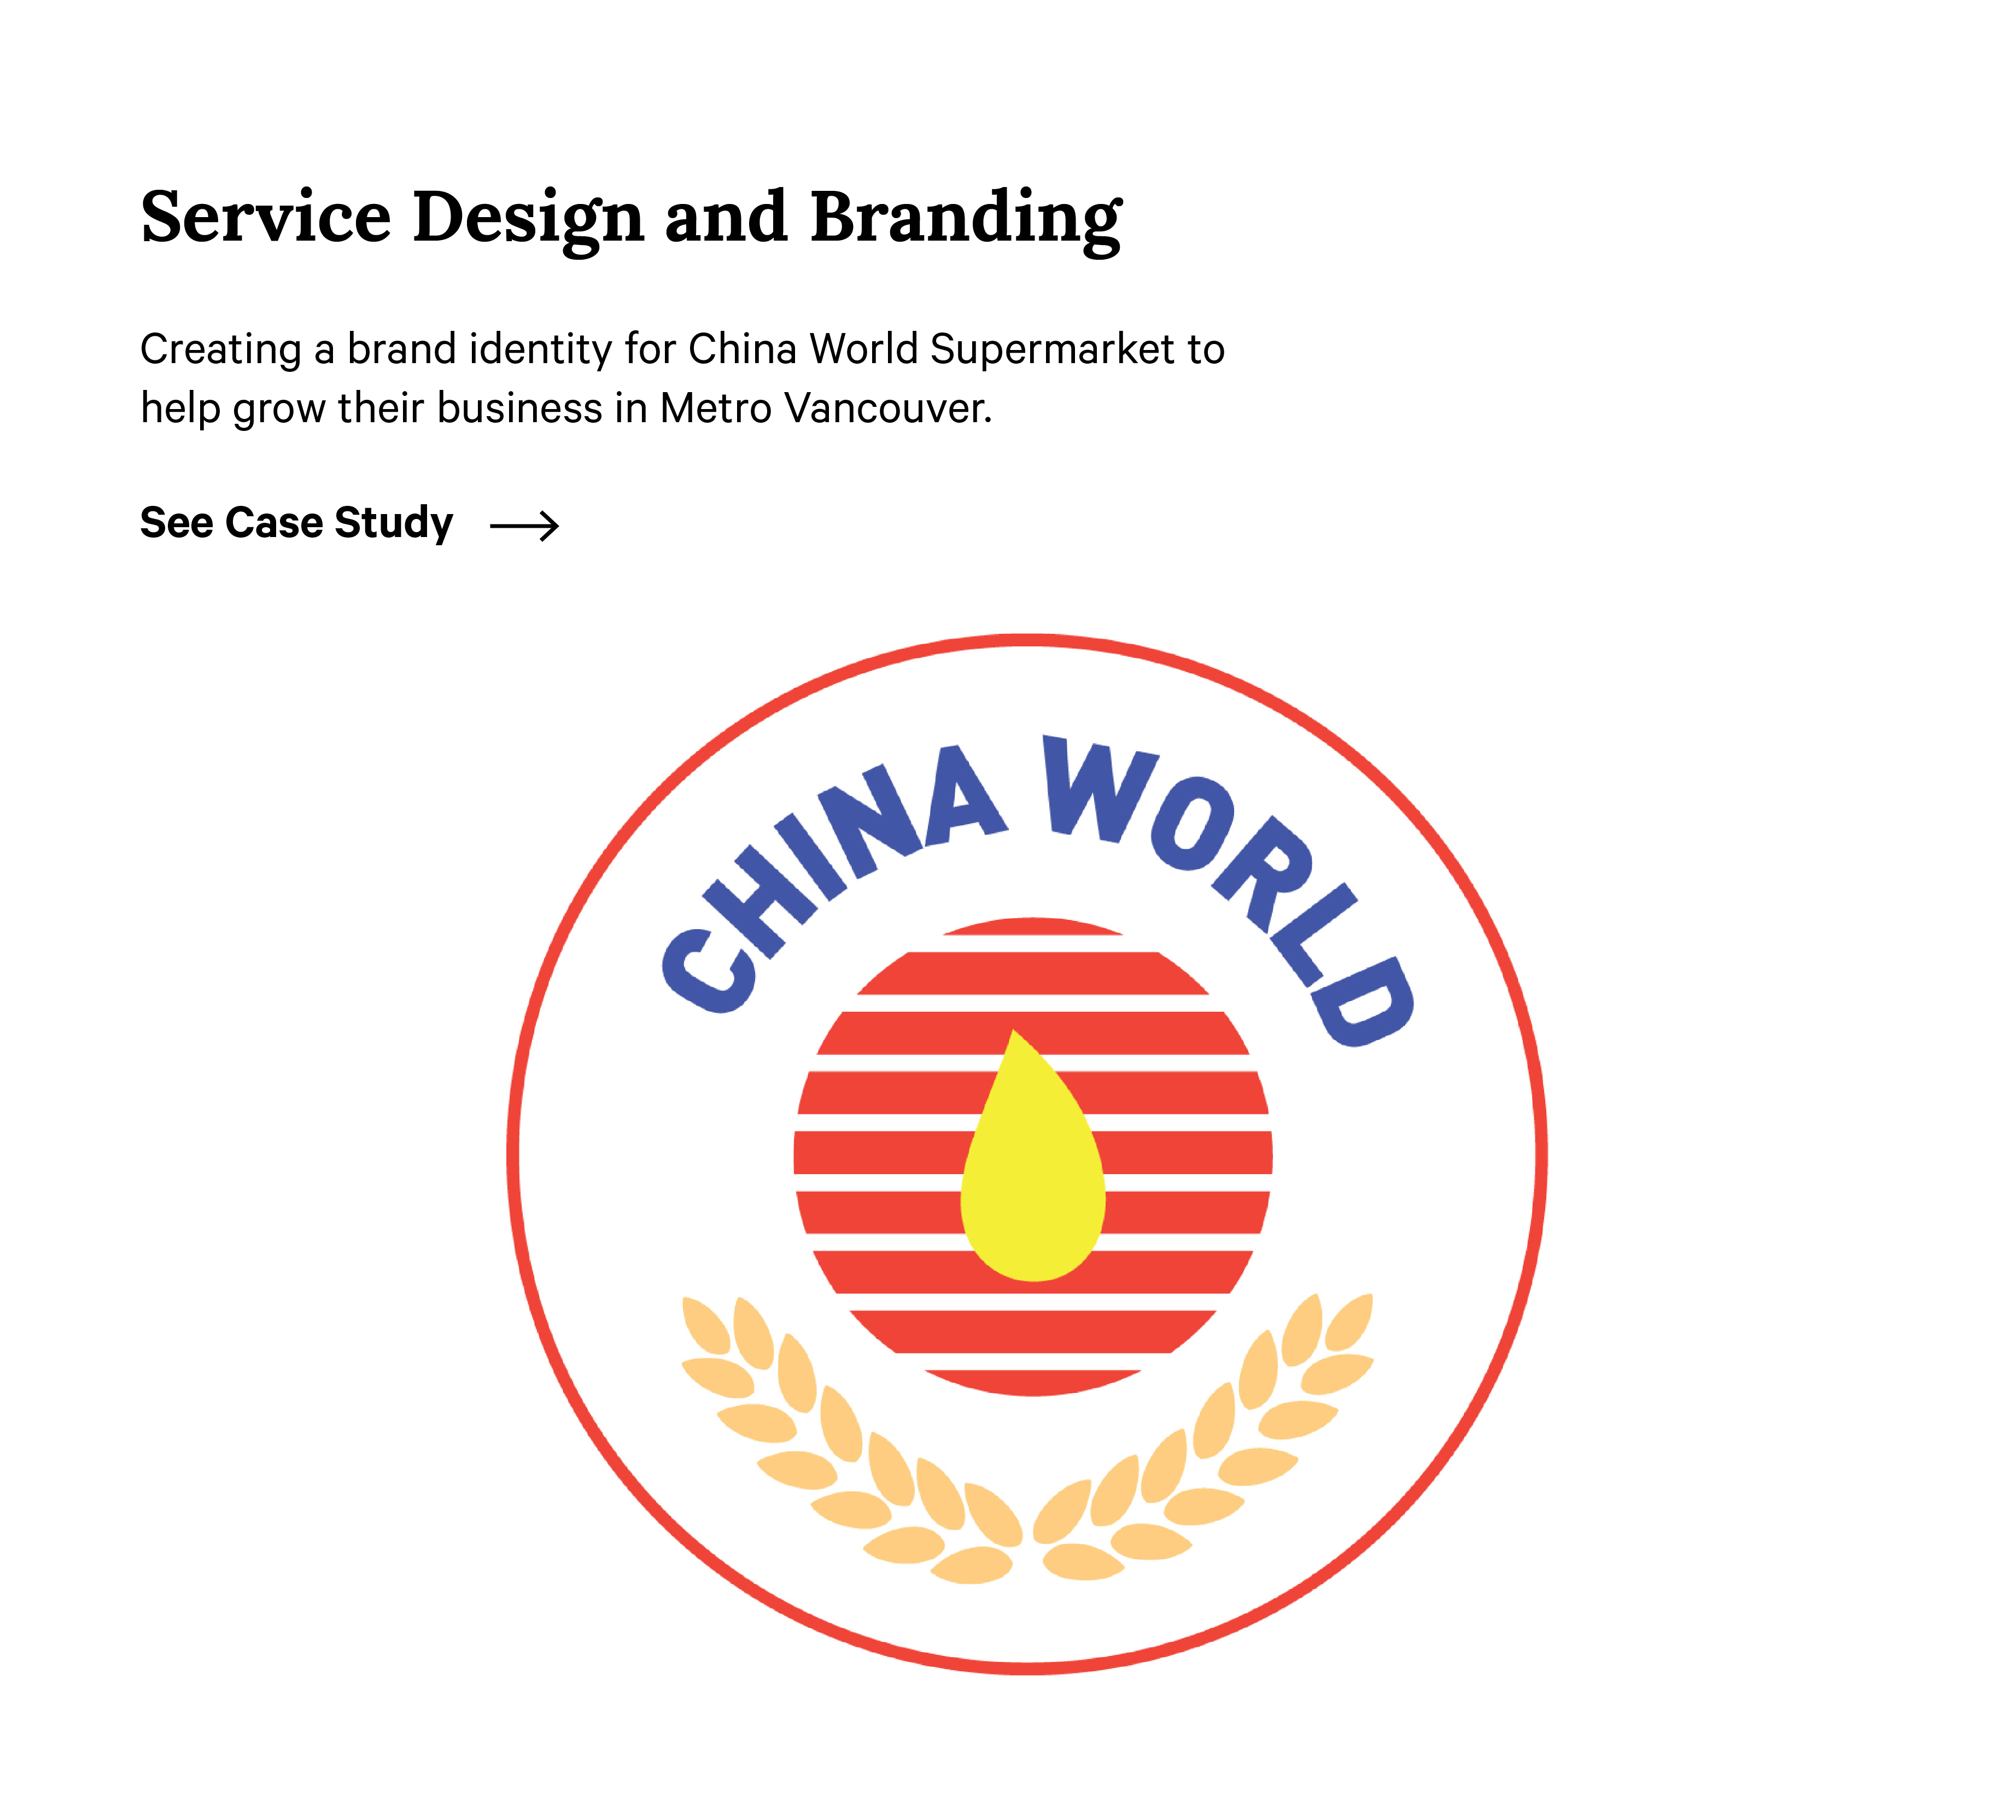 Service Design and Branding
Creating a brand identity for China World Supermarket to
help grow their business in Metro Vancouver.
See Case Study
CHINA WORLD